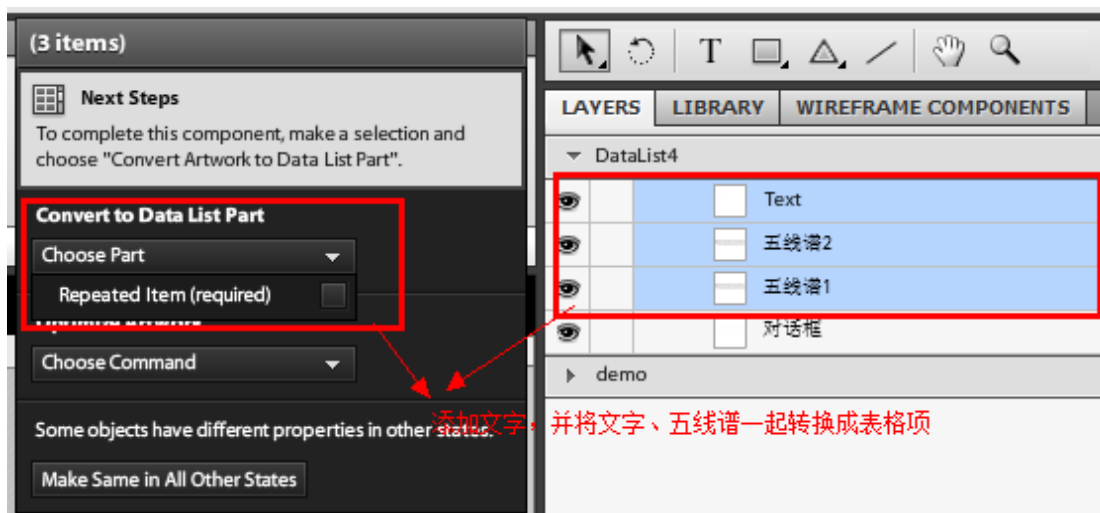 (3 items)
Next Steps
To complete this component, make a selection and
choose "Convert Artwork to Data List Part".
Convert to Data List Part
Choose Part
Repeated Item (required)
Optimize Artwork
Choose Command
Some objects have different properties in other states.
Make Same in All Other States
T
LAYERS
LIBRARY
WIREFRAME COMPONENTS
DataList4
Text
五线谱2
五线谱1
对话框
demo
添加文字，并将文字、五线谱一起转换成表格项